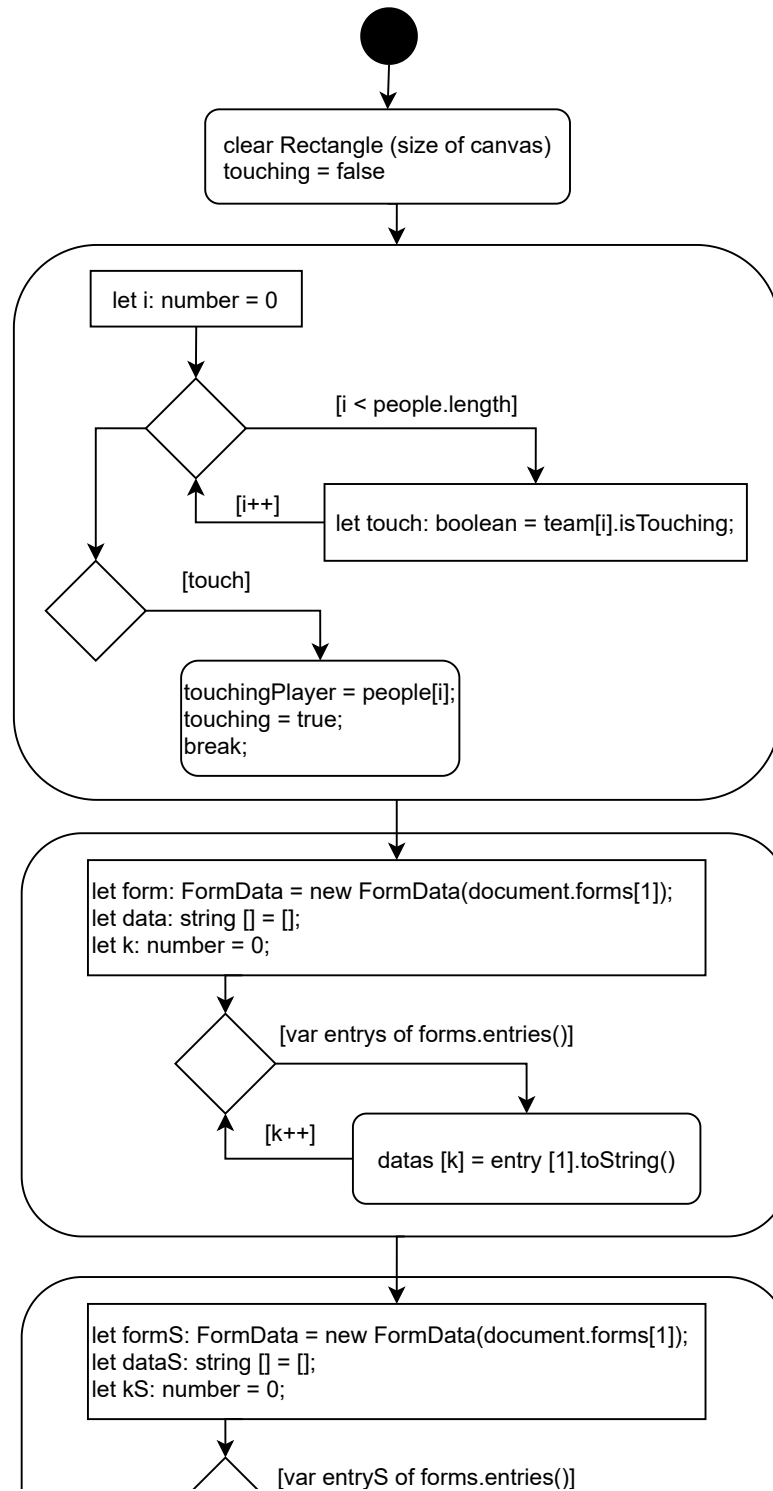 clear Rectangle (size of canvas)
touching = false
let i: number = 0
[i < people.length]
[i++]
let touch: boolean = team[i].isTouching;
[touch]
touchingPlayer = people[i];
touching = true;
break;
let form: FormData = new FormData(document.forms[1]);
let data: string [] = [];
let k: number = 0;
[var entrys of forms.entries()]
[k++]
datas [k] = entry [1].toString()
let formS: FormData = new FormData(document.forms[1]);
let dataS: string [] = [];
let kS: number = 0;
[var entryS of forms.entries()]